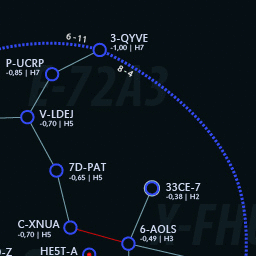 6-11
3-QYVE
-1,00 | H7
8-4
P-UCRP
-0,85 | H7
V-LDEJ
-0,70 | H5
7D-PAT
-0,65 | H5
33CE-7
-0,38 | H2
C-XNUA
-0,70 | H5
6-AOLS
-0,49 | H3
HE5T-A